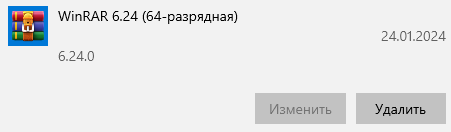 WinRAR 6.24 (64-разрядная)
24.01.2024
6.24.0
Изменить
Удалить